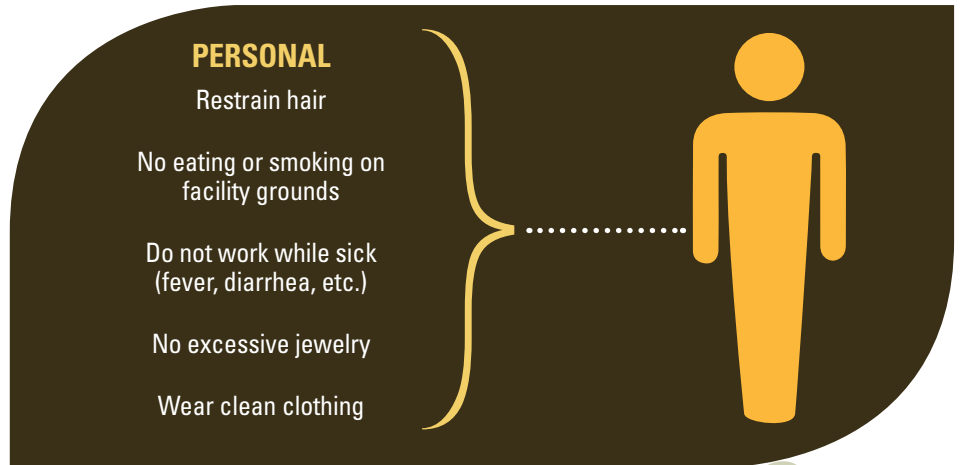 PERSONAL
Restrain hair
No eating or smoking on
facility grounds
Do not work while sick
(fever, diarrhea, etc.)
No excessive jewelry
Wear clean clothing